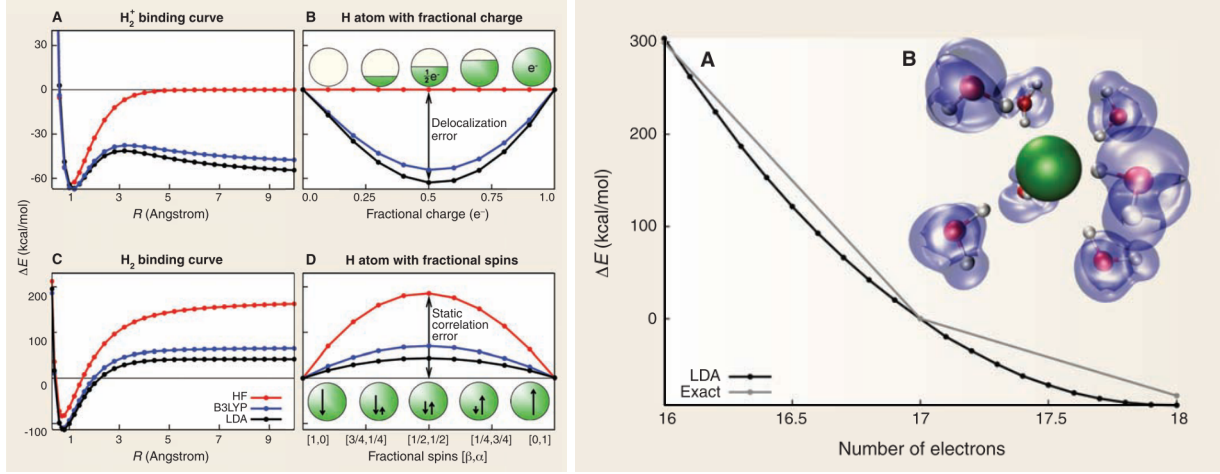 A H₂⁺ binding curve
30
0
-30
-60
1 3 5 7 9
R (Angstrom)
B H atom with fractional charge
½e⁻ e⁻
Delocalization
error
0.0 0.25 0.5 0.75 1.0
Fractional charge (e⁻)
ΔE (kcal/mol)
C H₂ binding curve
200
100
0
-100
HF
B3LYP
LDA
1 3 5 7 9
R (Angstrom)
D H atom with fractional spins
Static
correlation
error
[1,0] [3/4,1/4] [1/2,1/2] [1/4,3/4] [0,1]
Fractional spins [β,α]
A B
300
200
100
0
ΔE (kcal/mol)
LDA
Exact
16 16.5 17 17.5 18
Number of electrons